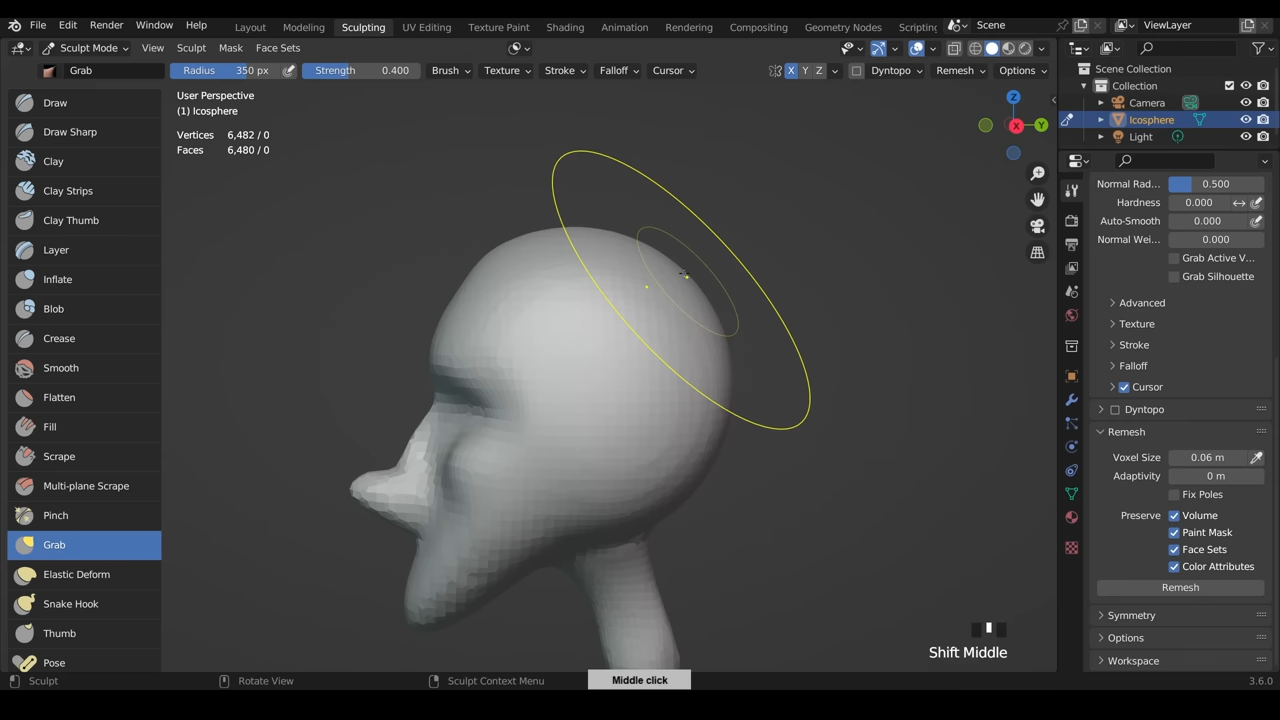 File Edit Render Window Help Layout Modeling Sculpting UV Editing Texture Paint Shading Animation Rendering Compositing Geometry Nodes Scripting Scene ViewLayer
Sculpt Mode View Sculpt Mask Face Sets
Grab Radius 350 px Strength 0.400 Brush Texture Stroke Falloff Cursor X Y Z Dyntopo Remesh Options
User Perspective
(1) Icosphere
Vertices 6,482 / 0
Faces 6,480 / 0
Z
X
Y
Draw
Draw Sharp
Clay
Clay Strips
Clay Thumb
Layer
Inflate
Blob
Crease
Smooth
Flatten
Fill
Scrape
Multi-plane Scrape
Pinch
Grab
Elastic Deform
Snake Hook
Thumb
Pose
Scene Collection
Collection
Camera
Icosphere
Light
Normal Rad... 0.500
Hardness 0.000
Auto-Smooth 0.000
Normal Wei... 0.000
Grab Active V...
Grab Silhouette
Advanced
Texture
Stroke
Falloff
Cursor
Dyntopo
Remesh
Voxel Size 0.06 m
Adaptivity 0 m
Fix Poles
Preserve Volume
Paint Mask
Face Sets
Color Attributes
Remesh
Symmetry
Options
Workspace
Shift Middle
Sculpt Rotate View Sculpt Context Menu Middle click 3.6.0